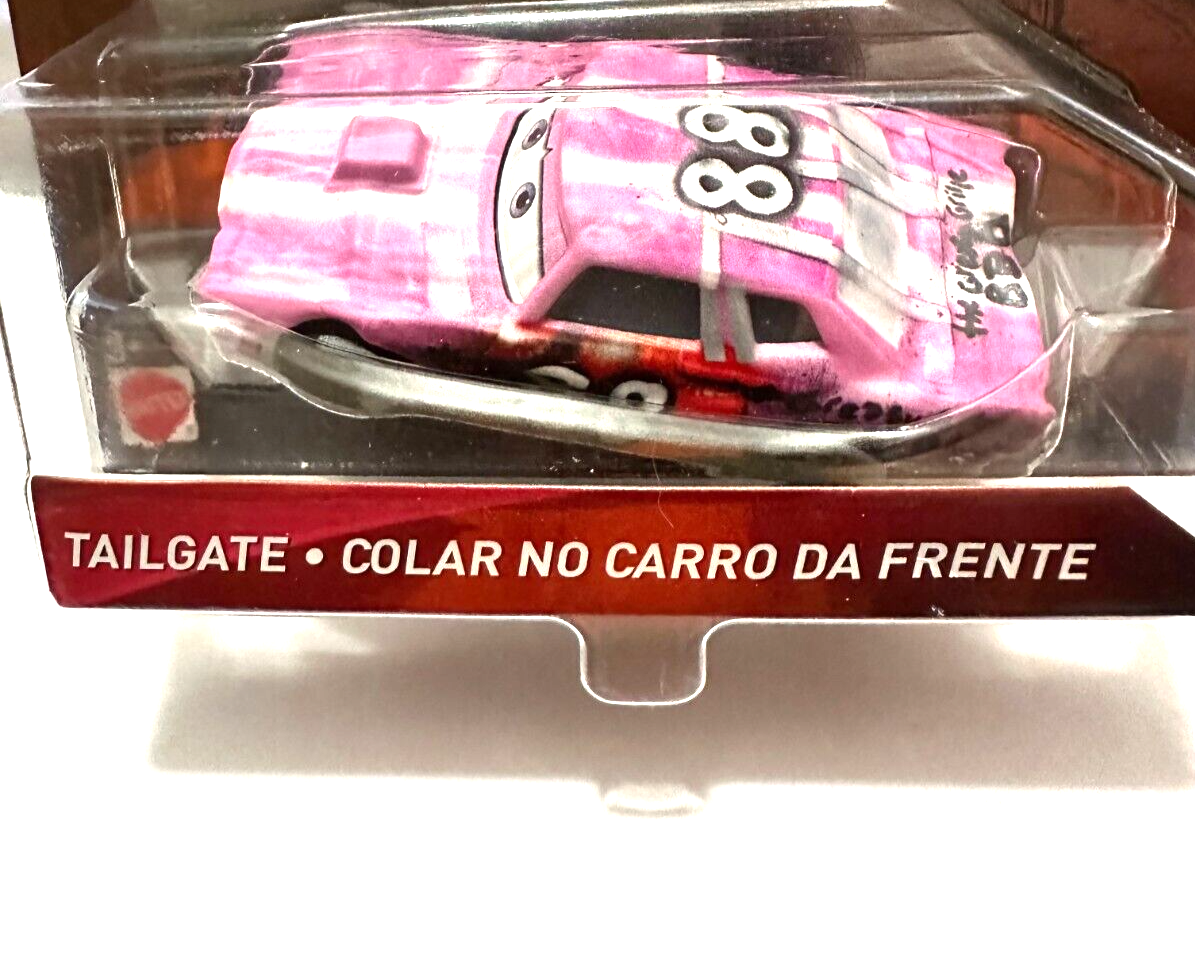 88
TAILGATE • COLAR NO CARRO DA FRENTE